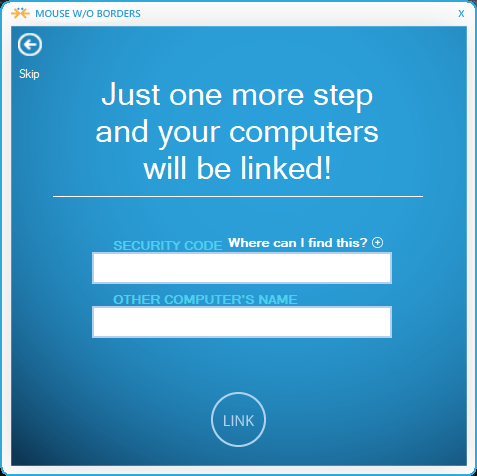 MOUSE W/O BORDERS X
Skip
Just one more step
and your computers
will be linked!
SECURITY CODE Where can I find this?
OTHER COMPUTER'S NAME
LINK